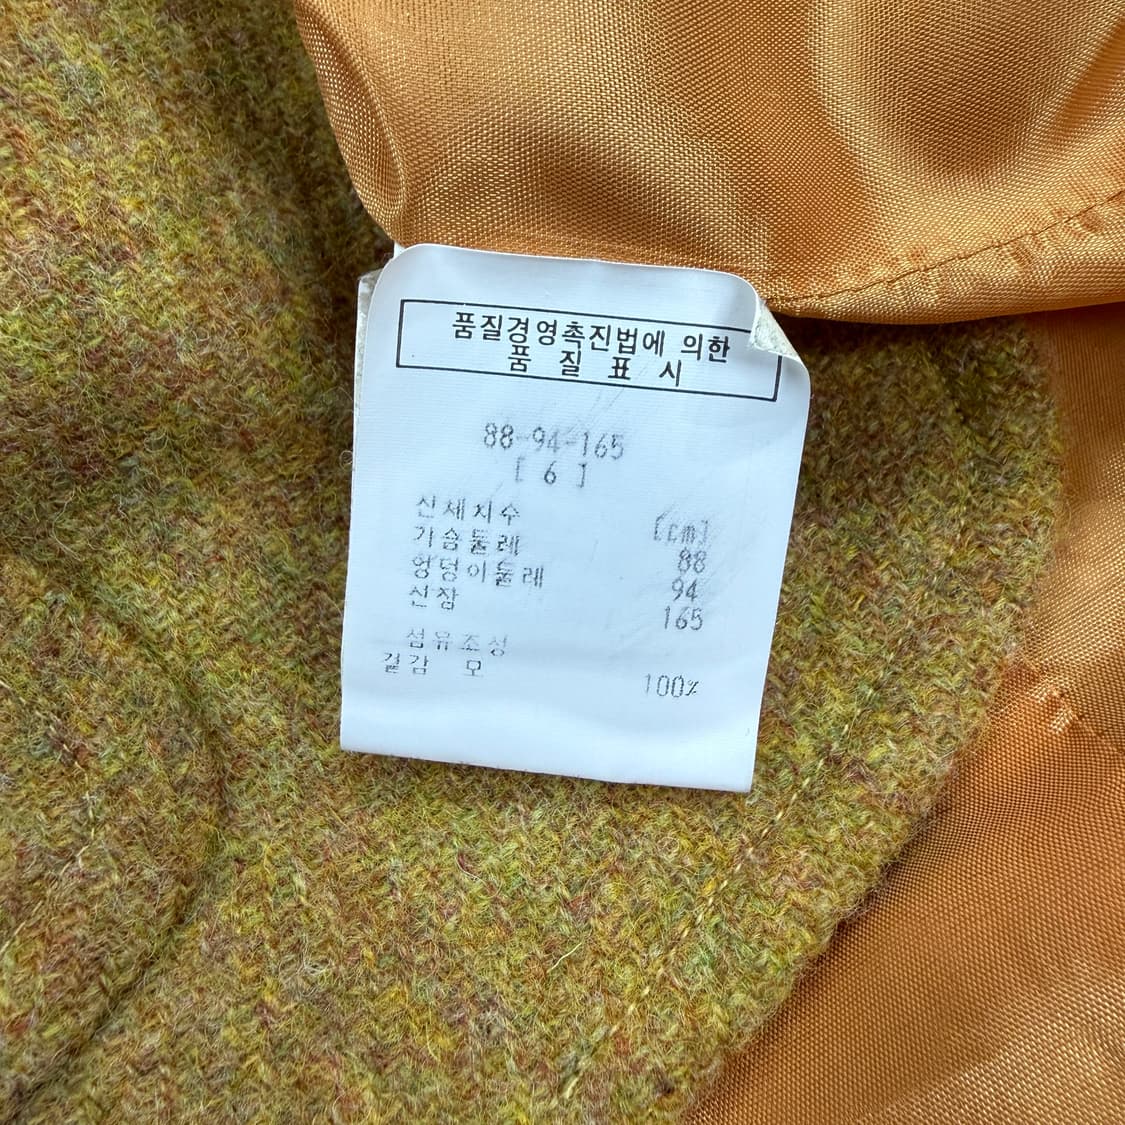 품질경영촉진법에 의한
품 질 표 시
88-94-165
[ 6 ]
신체치수 [cm]
가슴둘레 88
엉덩이둘레 94
신장 165
섬유조성
겉감 모 100%